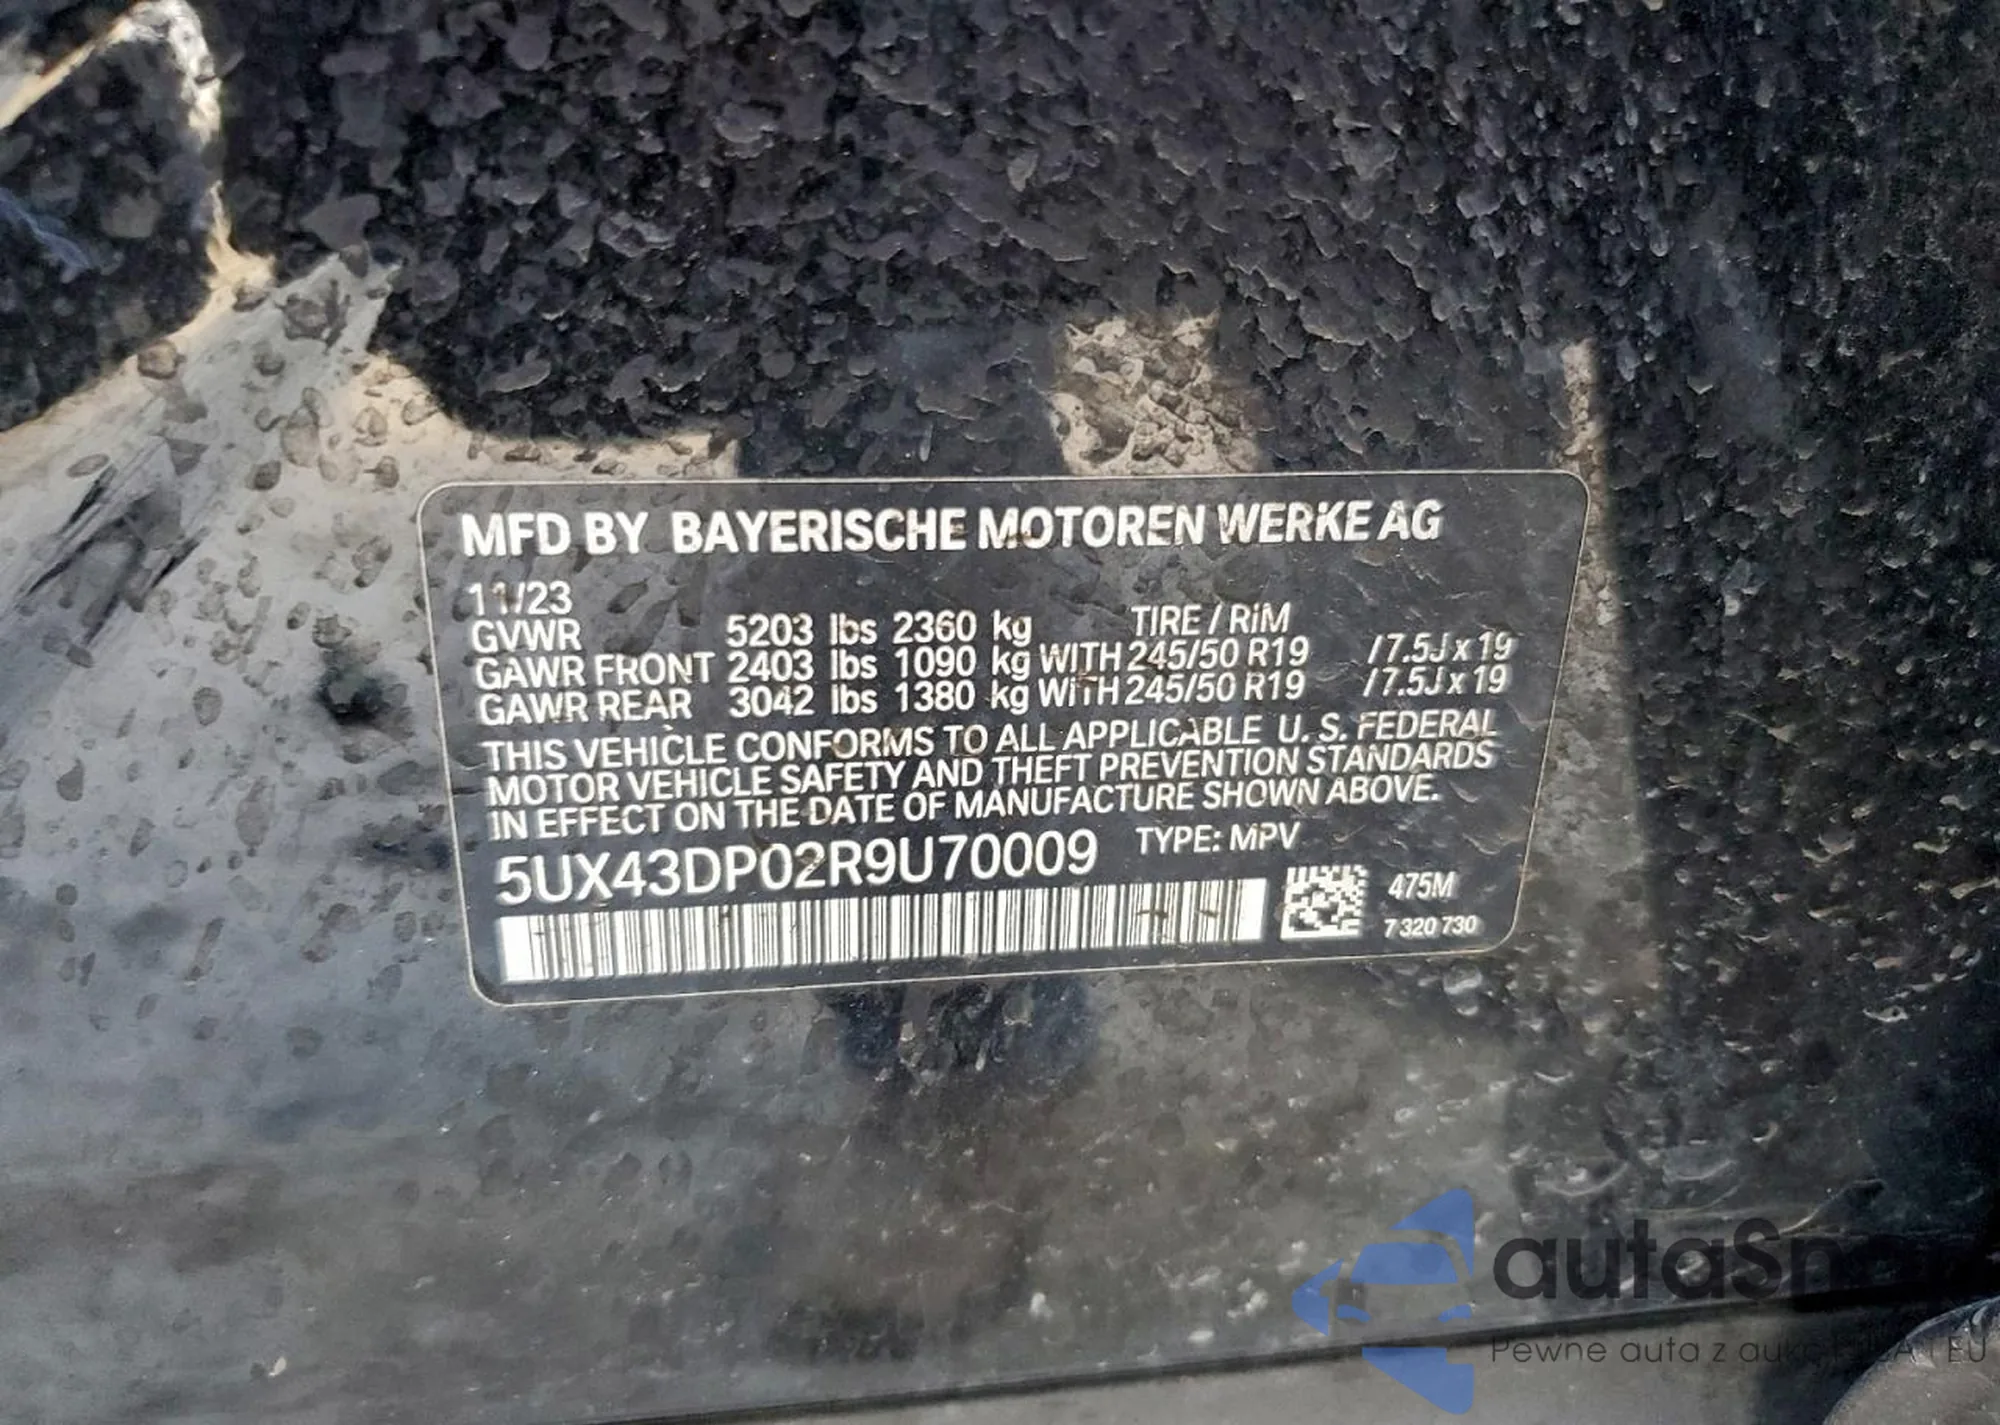 MFD BY BAYERISCHE MOTOREN WERKE AG
11/23 TIRE / RIM
GVWR 5203 lbs 2360 kg
GAWR FRONT 2403 lbs 1090 kg WITH 245/50 R19 /7.5J x 19
GAWR REAR 3042 lbs 1380 kg WITH 245/50 R19 /7.5J x 19
THIS VEHICLE CONFORMS TO ALL APPLICABLE U. S. FEDERAL
MOTOR VEHICLE SAFETY AND THEFT PREVENTION STANDARDS
IN EFFECT ON THE DATE OF MANUFACTURE SHOWN ABOVE.
5UX43DP02R9U70009 TYPE: MPV
475M
7 320 730
Pewne auta z EU